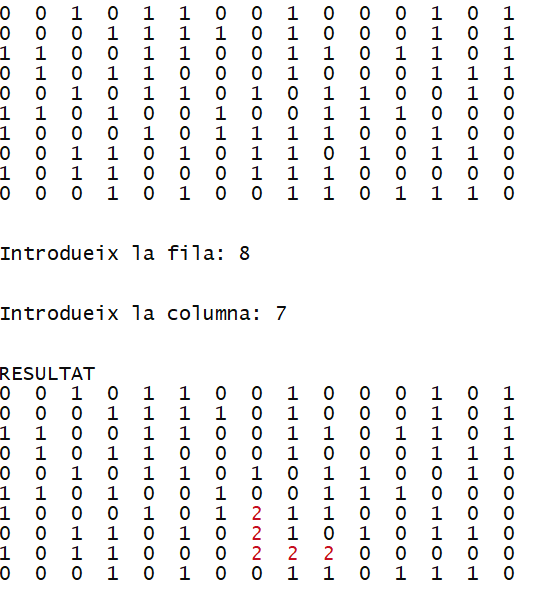 0 0 1 0 1 1 0 0 1 0 0 0 1 0 1
0 0 0 1 1 1 1 0 1 0 0 0 1 0 1
1 1 0 0 1 1 0 0 1 1 0 1 1 0 1
0 1 0 1 1 0 0 0 1 0 0 0 1 1 1
0 0 1 0 1 1 0 1 0 1 1 0 0 1 0
1 1 0 1 0 0 1 0 0 1 1 1 0 0 0
1 0 0 0 1 0 1 1 1 1 0 0 1 0 0
0 0 1 1 0 1 0 1 1 0 1 0 1 1 0
1 0 1 1 0 0 0 1 1 1 0 0 0 0 0
0 0 0 1 0 1 0 0 1 1 0 1 1 1 0
Introdueix la fila: 8
Introdueix la columna: 7
RESULTAT
0 0 1 0 1 1 0 0 1 0 0 0 1 0 1
0 0 0 1 1 1 1 0 1 0 0 0 1 0 1
1 1 0 0 1 1 0 0 1 1 0 1 1 0 1
0 1 0 1 1 0 0 0 1 0 0 0 1 1 1
0 0 1 0 1 1 0 1 0 1 1 0 0 1 0
1 1 0 1 0 0 1 0 0 1 1 1 0 0 0
1 0 0 0 1 0 1 2 1 1 0 0 1 0 0
0 0 1 1 0 1 0 2 1 0 1 0 1 1 0
1 0 1 1 0 0 0 2 2 2 0 0 0 0 0
0 0 0 1 0 1 0 0 1 1 0 1 1 1 0